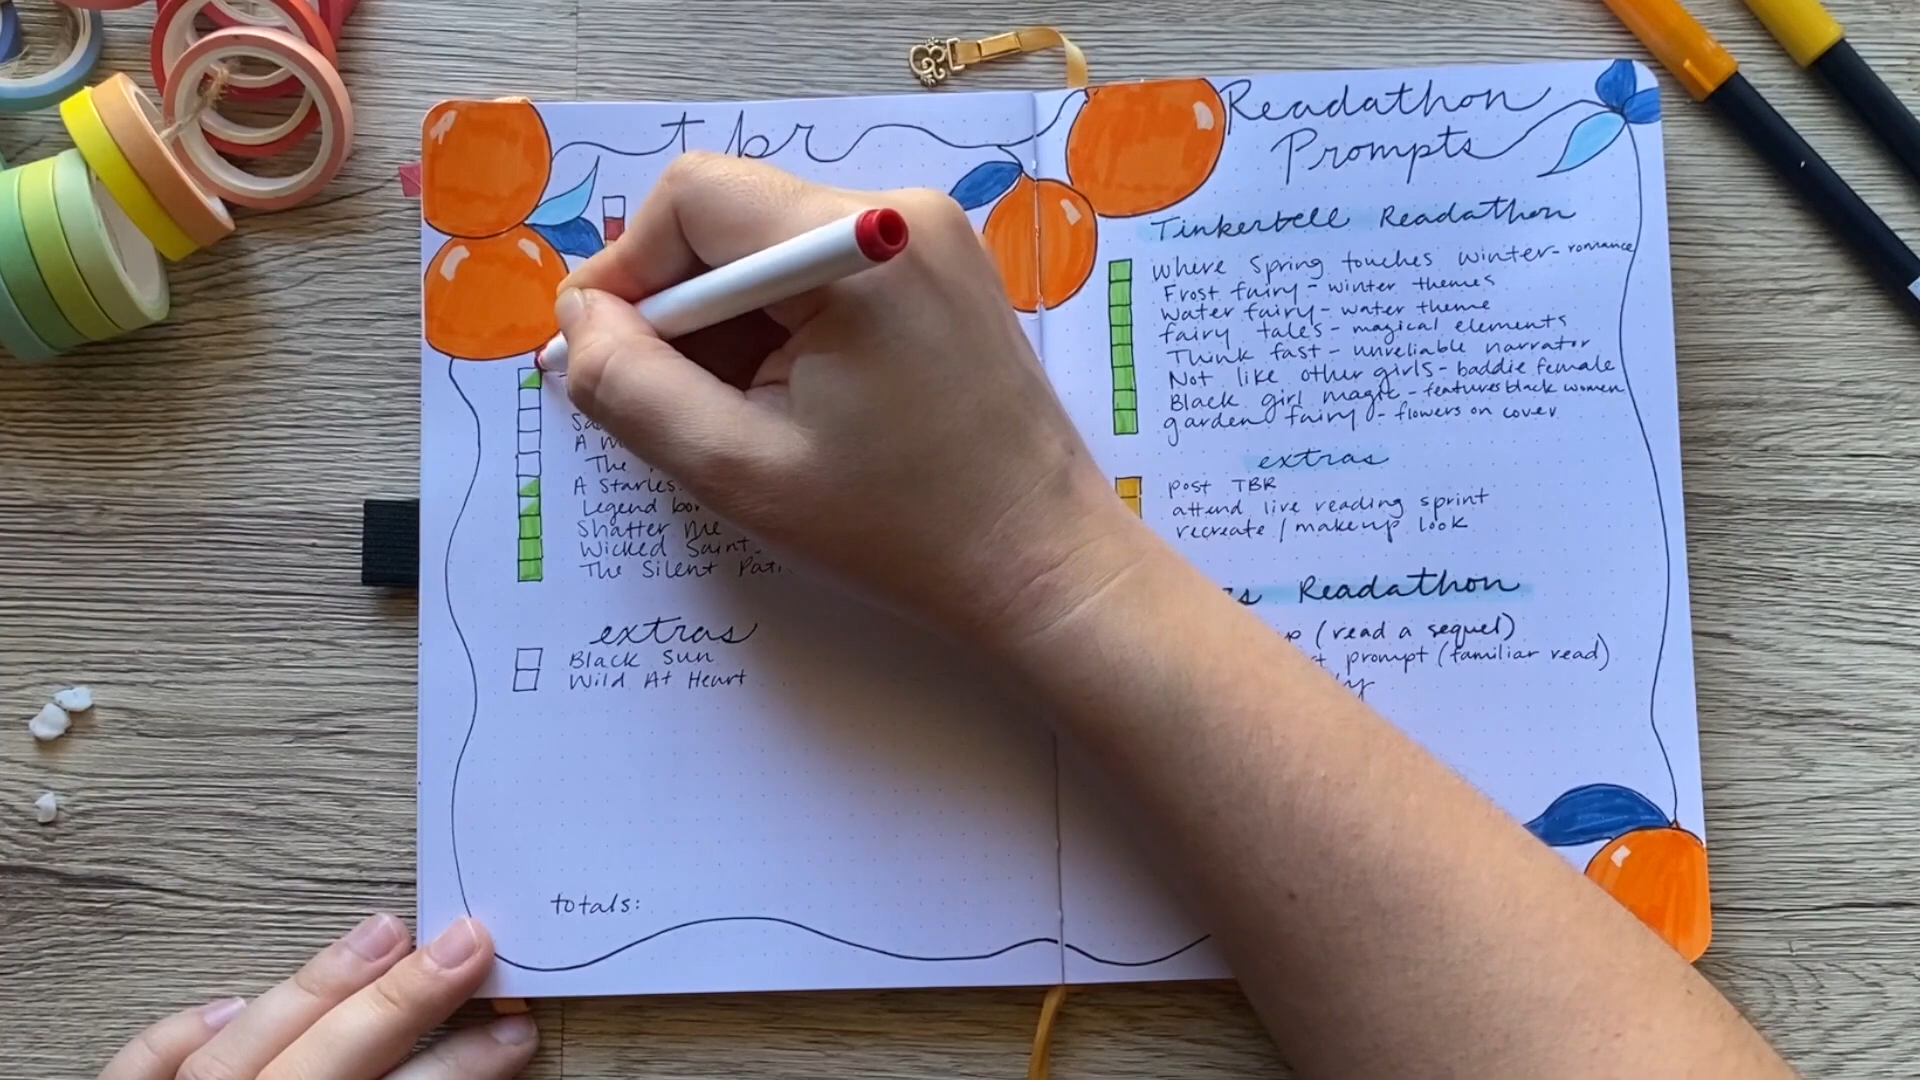 tbr
A
The
A Starles
Legend bor
Shatter Me
Wicked Saint
The Silent Pati
extras
Black Sun
Wild At Heart
totals:
Readathon
Prompts
Tinkerbell Readathon
Where Spring touches winter - romance
Frost fairy - winter themes
Water fairy - water theme
fairy tales - magical elements
Think fast - unreliable narrator
Not like other girls - baddie female
Black girl magic - features black women
garden fairy - flowers on cover
extras
post TBR
attend live reading sprint
recreate / makeup look
Readathon
(read a sequel)
prompt (familiar read)